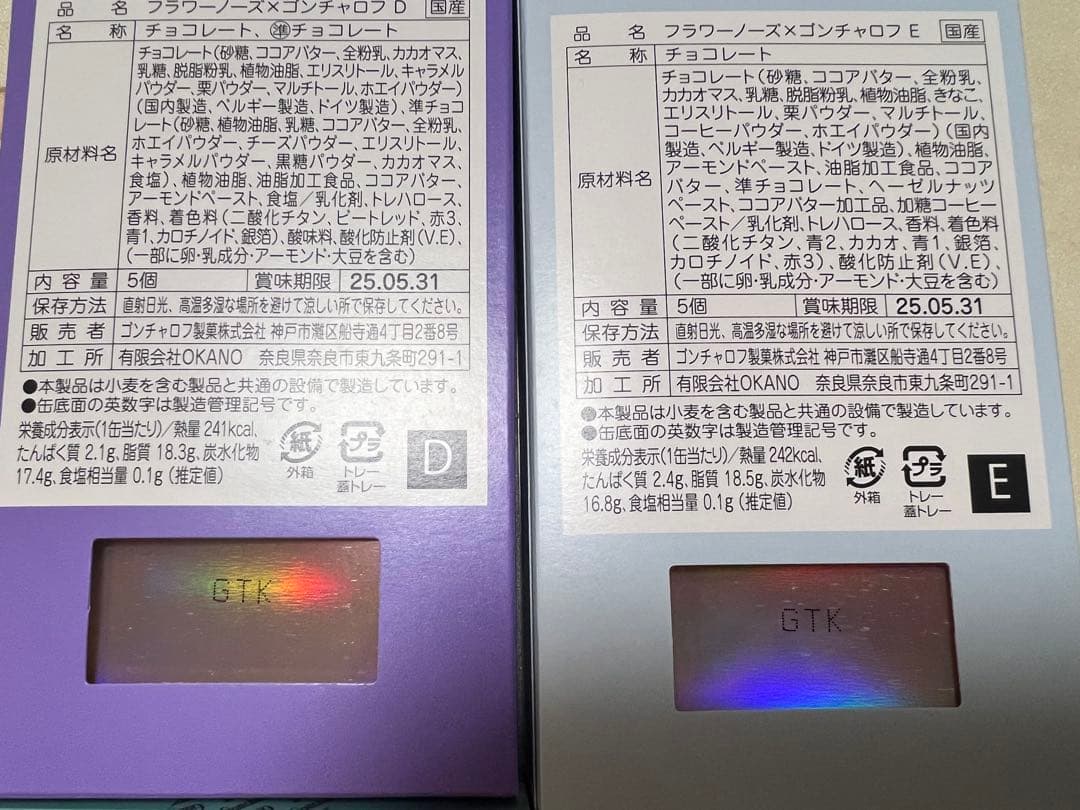 品名 フラワーノーズ×ゴンチャロフ D 国産
名称 チョコレート、準チョコレート
原材料名
チョコレート(砂糖、ココアバター、全粉乳、カカオマス、
乳糖、脱脂粉乳、植物油脂、エリスリトール、キャラメル
パウダー、栗パウダー、マルチトール、ホエイパウダー)
(国内製造、ベルギー製造、ドイツ製造)、準チョコ
レート(砂糖、植物油脂、乳糖、ココアバター、全粉乳、
ホエイパウダー、チーズパウダー、エリスリトール、
キャラメルパウダー、黒糖パウダー、カカオマス、
食塩)、植物油脂、油脂加工食品、ココアバター、
アーモンドペースト、食塩/乳化剤、トレハロース、
香料、着色料(二酸化チタン、ビートレッド、赤3、
青1、カロチノイド、銀箔)、酸味料、酸化防止剤(V.E)、
(一部に卵・乳成分・アーモンド・大豆を含む)
内容量 5個 賞味期限 25.05.31
保存方法 直射日光、高温多湿な場所を避けて涼しい所で保存してください。
販売者 ゴンチャロフ製菓株式会社 神戸市灘区船寺通4丁目2番8号
加工所 有限会社OKANO 奈良県奈良市東九条町291-1
●本製品は小麦を含む製品と共通の設備で製造しています。
●缶底面の英数字は製造管理記号です。
栄養成分表示(1缶当たり)/熱量 241kcal、
たんぱく質 2.1g、脂質 18.3g、炭水化物
17.4g、食塩相当量 0.1g(推定値)
紙
外箱
プラ
トレー
蓋トレー
D
GTK
品名 フラワーノーズ×ゴンチャロフ E 国産
名称 チョコレート
原材料名
チョコレート(砂糖、ココアバター、全粉乳、
カカオマス、乳糖、脱脂粉乳、植物油脂、きなこ、
エリスリトール、栗パウダー、マルチトール、
コーヒーパウダー、ホエイパウダー)(国内
製造、ベルギー製造、ドイツ製造)、植物油脂、
アーモンドペースト、油脂加工食品、ココア
バター、準チョコレート、ヘーゼルナッツ
ペースト、ココアバター加工品、加糖コーヒー
ペースト/乳化剤、トレハロース、香料、着色料
(二酸化チタン、青2、カカオ、青1、銀箔、
カロチノイド、赤3)、酸化防止剤(V.E)、
(一部に卵・乳成分・アーモンド・大豆を含む)
内容量 5個 賞味期限 25.05.31
保存方法 直射日光、高温多湿な場所を避けて涼しい所で保存してください。
販売者 ゴンチャロフ製菓株式会社 神戸市灘区船寺通4丁目2番8号
加工所 有限会社OKANO 奈良県奈良市東九条町291-1
●本製品は小麦を含む製品と共通の設備で製造しています。
●缶底面の英数字は製造管理記号です。
栄養成分表示(1缶当たり)/熱量 242kcal、
たんぱく質 2.4g、脂質 18.5g、炭水化物
16.8g、食塩相当量 0.1g(推定値)
紙
外箱
プラ
トレー
蓋トレー
E
GTK